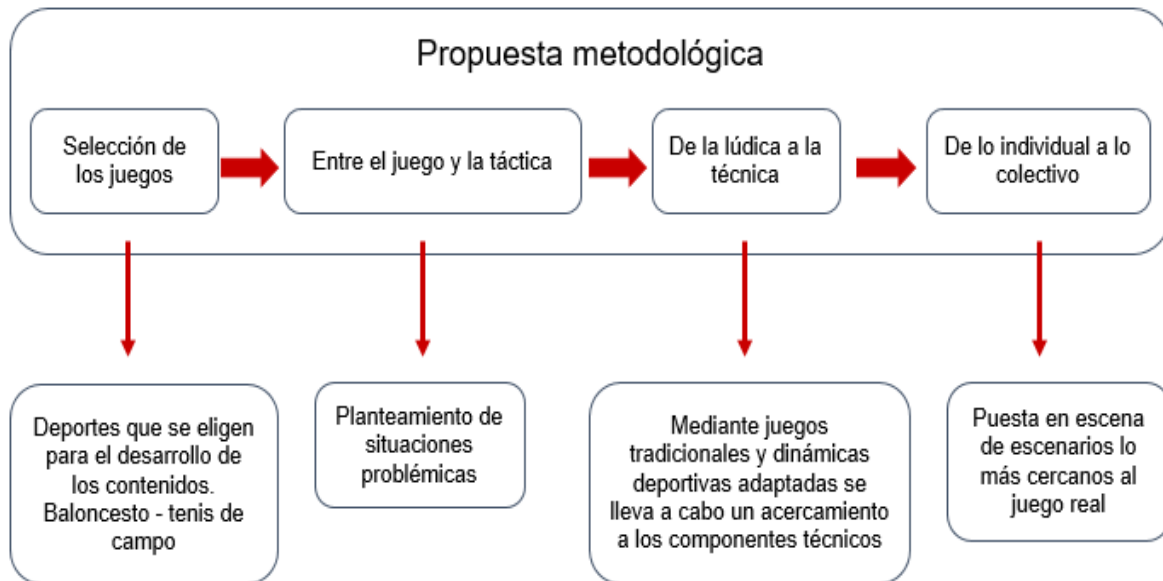 Propuesta metodológica
Selección de
los juegos
Entre el juego y la táctica
De la lúdica a la
técnica
De lo individual a lo
colectivo
Deportes que se eligen
para el desarrollo de
los contenidos.
Baloncesto - tenis de
campo
Planteamiento de
situaciones
problémicas
Mediante juegos
tradicionales y dinámicas
deportivas adaptadas se
lleva a cabo un acercamiento
a los componentes técnicos
Puesta en escena
de escenarios lo
más cercanos al
juego real